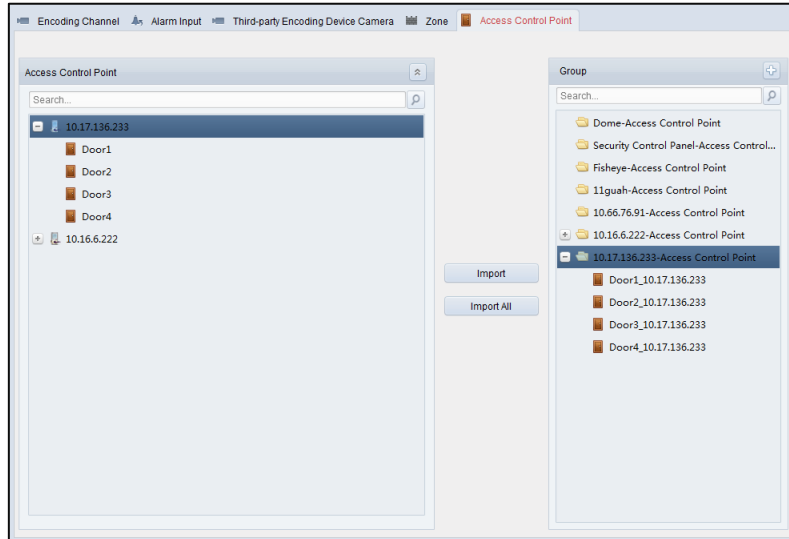 Encoding Channel Alarm Input Third-party Encoding Device Camera Zone Access Control Point
Access Control Point
Search...
10.17.136.233
Door1
Door2
Door3
Door4
10.16.6.222
Import
Import All
Group
Search...
Dome-Access Control Point
Security Control Panel-Access Control...
Fisheye-Access Control Point
11guah-Access Control Point
10.66.76.91-Access Control Point
10.16.6.222-Access Control Point
10.17.136.233-Access Control Point
Door1_10.17.136.233
Door2_10.17.136.233
Door3_10.17.136.233
Door4_10.17.136.233